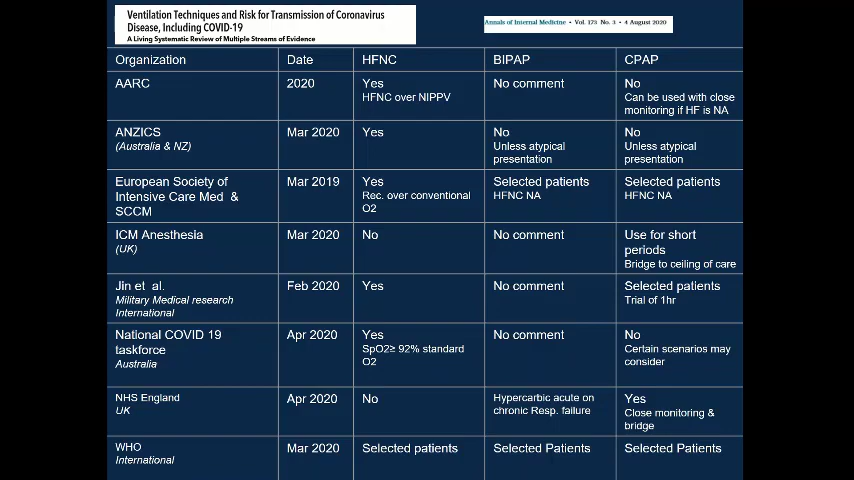 Ventilation Techniques and Risk for Transmission of Coronavirus
Disease, Including COVID-19
A Living Systematic Review of Multiple Streams of Evidence
Annals of Internal Medicine • Vol. 173 No. 3 • 4 August 2020
Organization Date HFNC BIPAP CPAP
AARC 2020 Yes No comment No
HFNC over NIPPV Can be used with close
monitoring if HF is NA
ANZICS Mar 2020 Yes No No
(Australia & NZ) Unless atypical Unless atypical
presentation presentation
European Society of Mar 2019 Yes Selected patients Selected patients
Intensive Care Med & Rec. over conventional HFNC NA HFNC NA
SCCM O2
ICM Anesthesia Mar 2020 No No comment Use for short
(UK) periods
Bridge to ceiling of care
Jin et al. Feb 2020 Yes No comment Selected patients
Military Medical research Trial of 1hr
International
National COVID 19 Apr 2020 Yes No comment No
taskforce SpO2≥ 92% standard Certain scenarios may
Australia O2 consider
NHS England Apr 2020 No Hypercarbic acute on Yes
UK chronic Resp. failure Close monitoring &
bridge
WHO Mar 2020 Selected patients Selected Patients Selected Patients
International